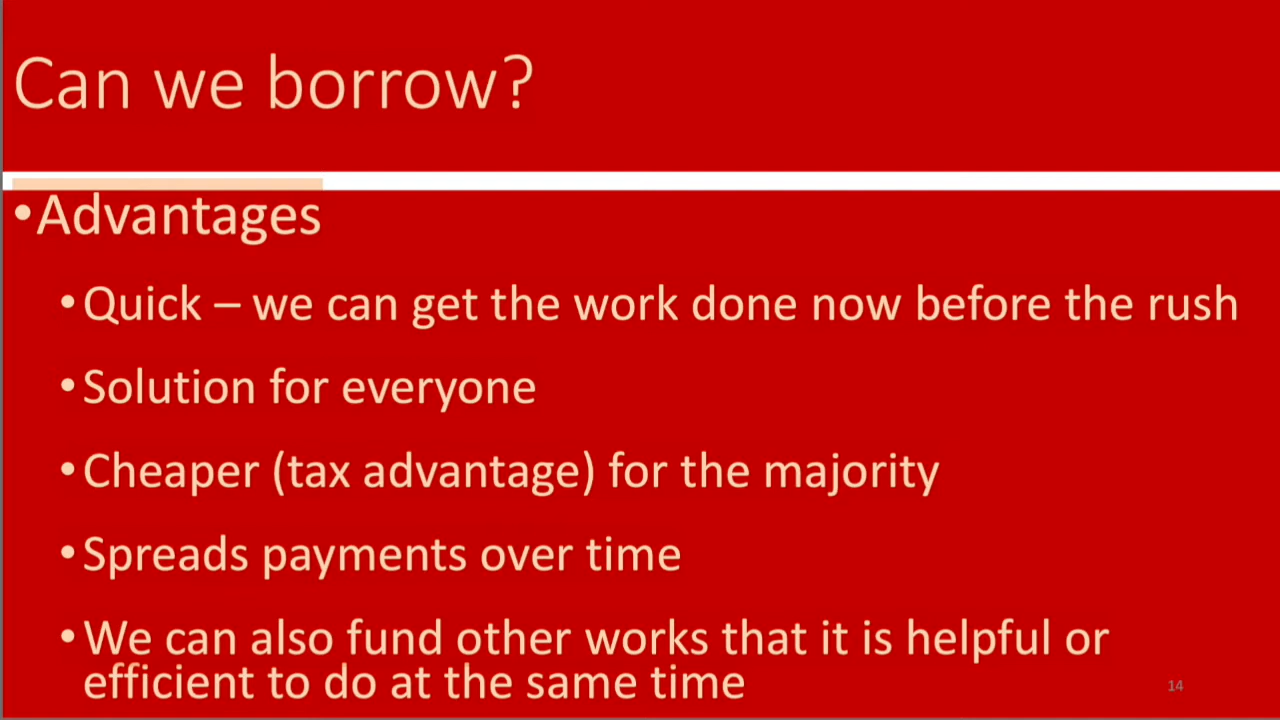 Can we borrow?
•Advantages
•Quick – we can get the work done now before the rush
•Solution for everyone
•Cheaper (tax advantage) for the majority
•Spreads payments over time
•We can also fund other works that it is helpful or
efficient to do at the same time
14